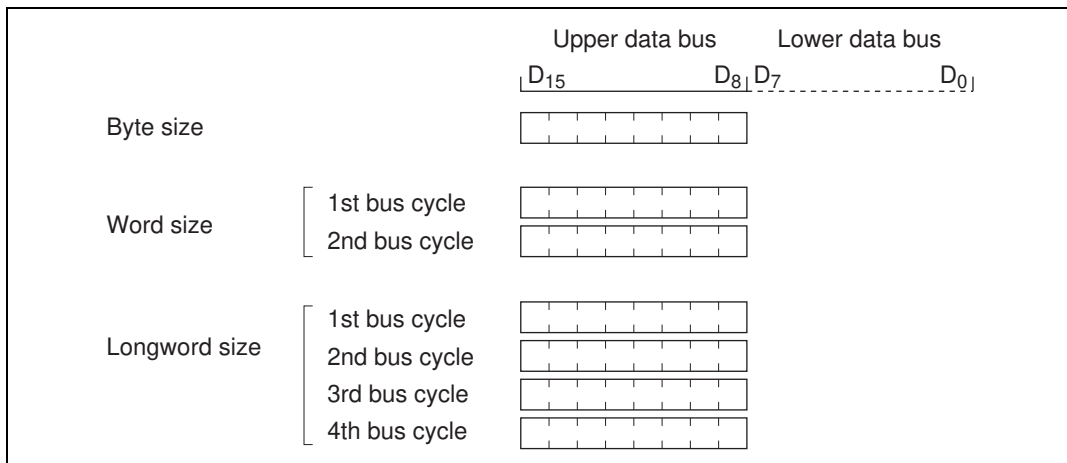 Upper data bus Lower data bus
D15 D8 D7 D0
Byte size
1st bus cycle
Word size
2nd bus cycle
1st bus cycle
Longword size
2nd bus cycle
3rd bus cycle
4th bus cycle